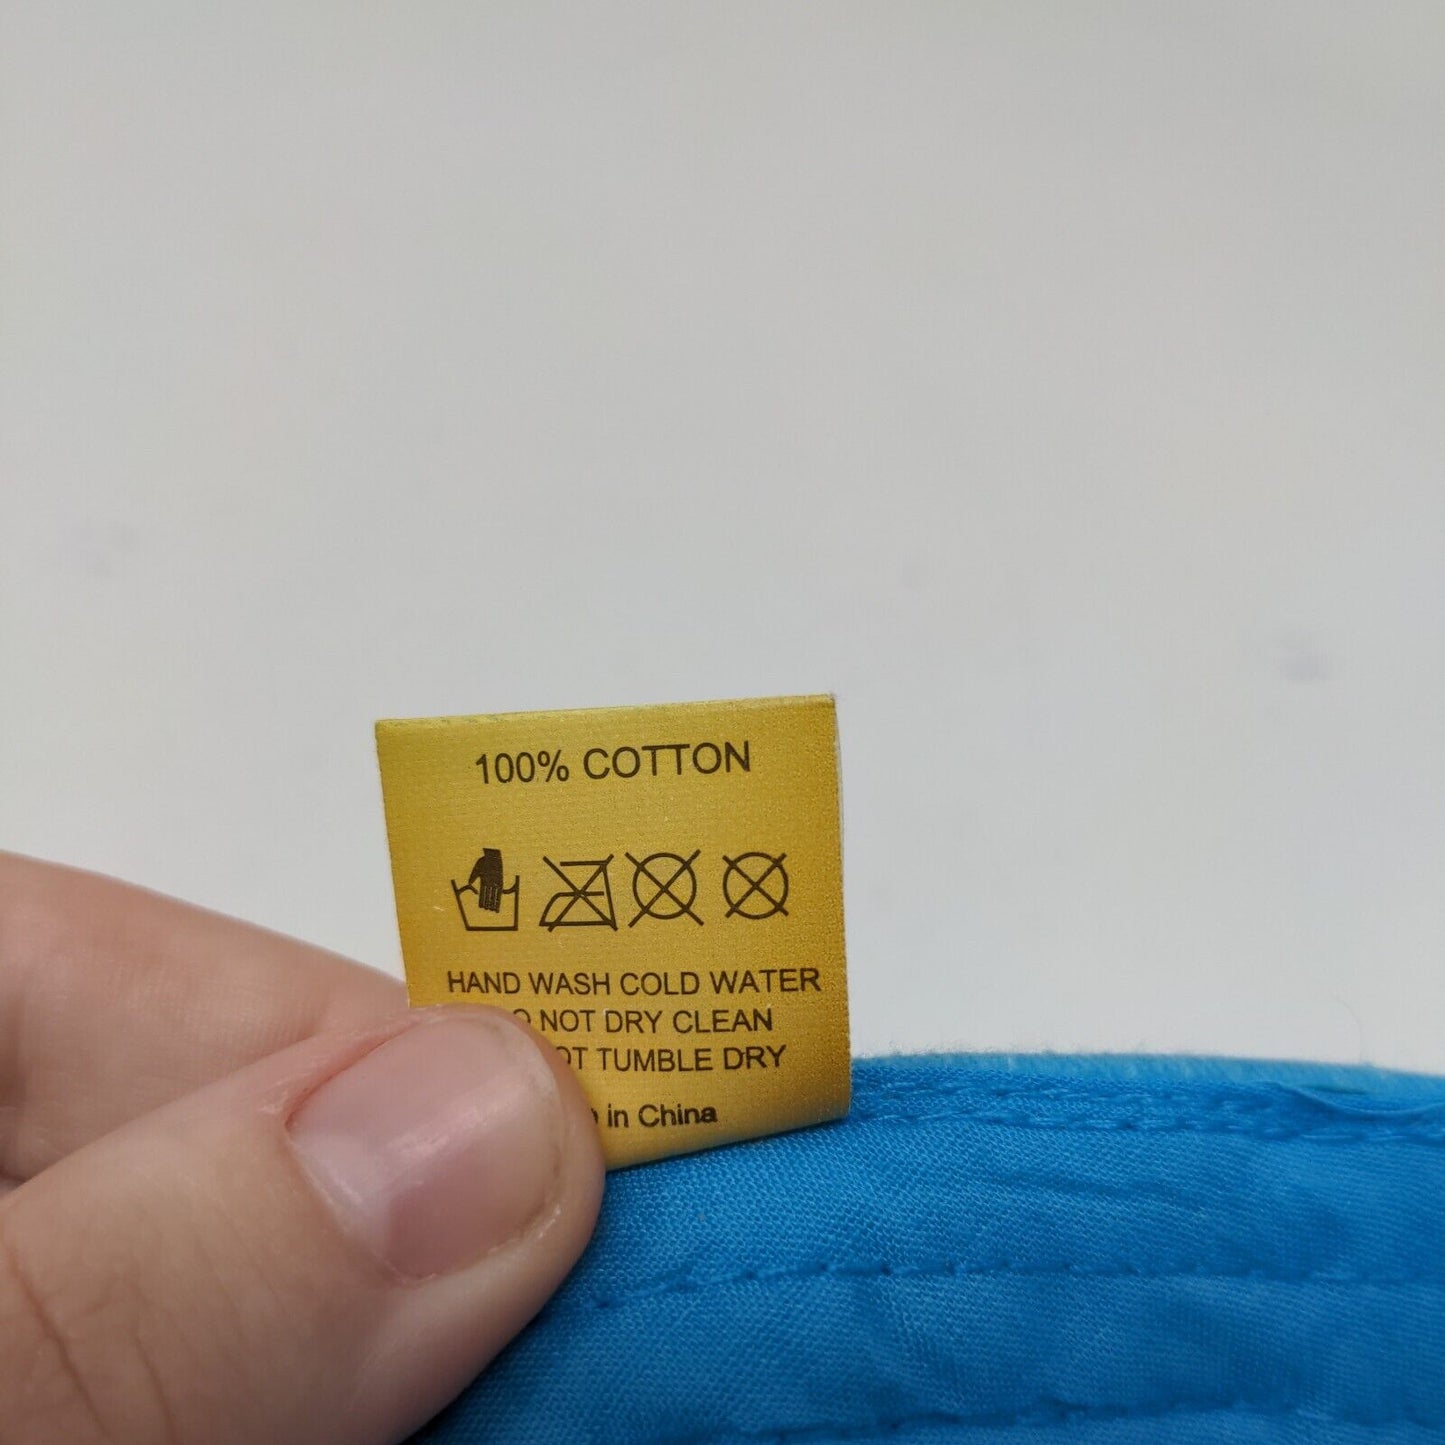 100% COTTON
HAND WASH COLD WATER
NOT DRY CLEAN
TUMBLE DRY
in China